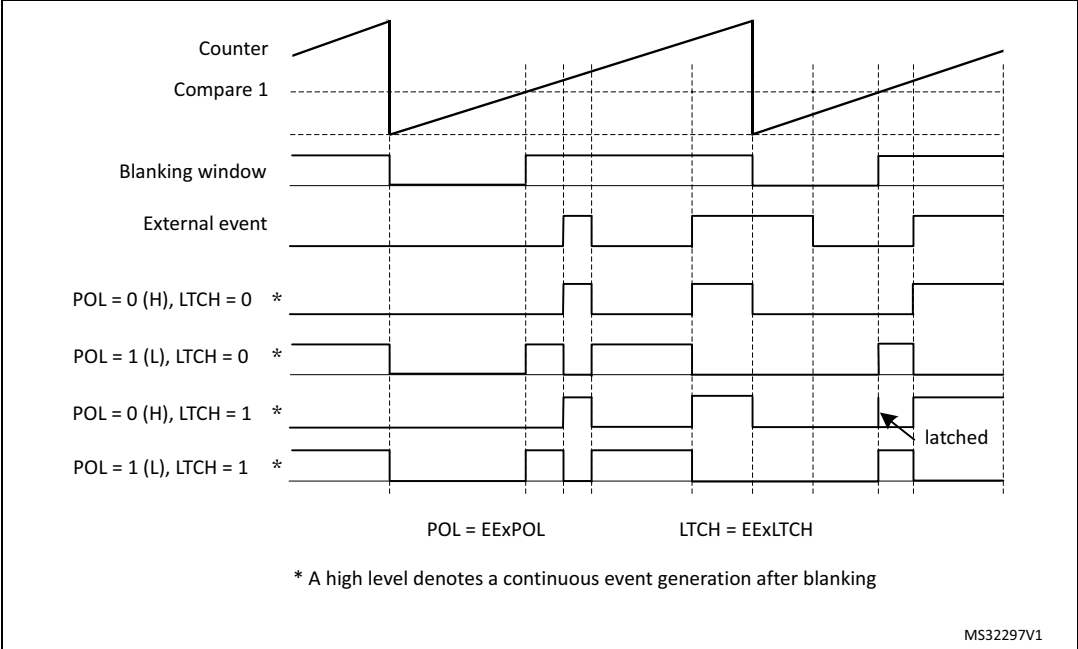 Counter
Compare 1
Blanking window
External event
POL = 0 (H), LTCH = 0 *
POL = 1 (L), LTCH = 0 *
POL = 0 (H), LTCH = 1 *
latched
POL = 1 (L), LTCH = 1 *
POL = EExPOL LTCH = EExLTCH
* A high level denotes a continuous event generation after blanking
MS32297V1